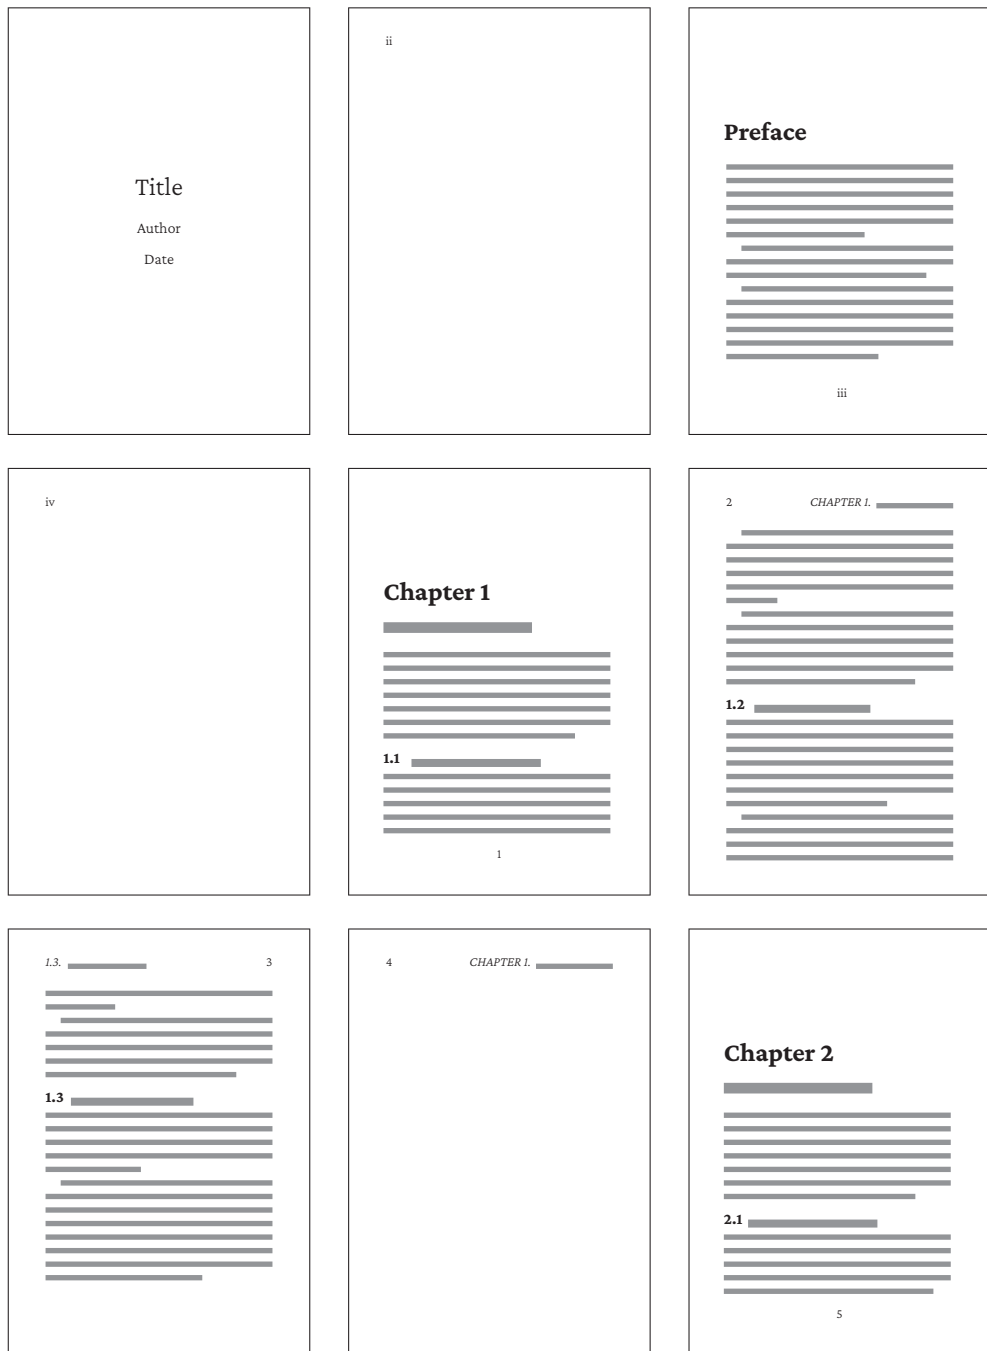 Title
Author
Date
ii
Preface
iii
iv
Chapter 1
1.1
1
2 CHAPTER 1.
1.2
1.3. 3
1.3
4 CHAPTER 1.
Chapter 2
2.1
5